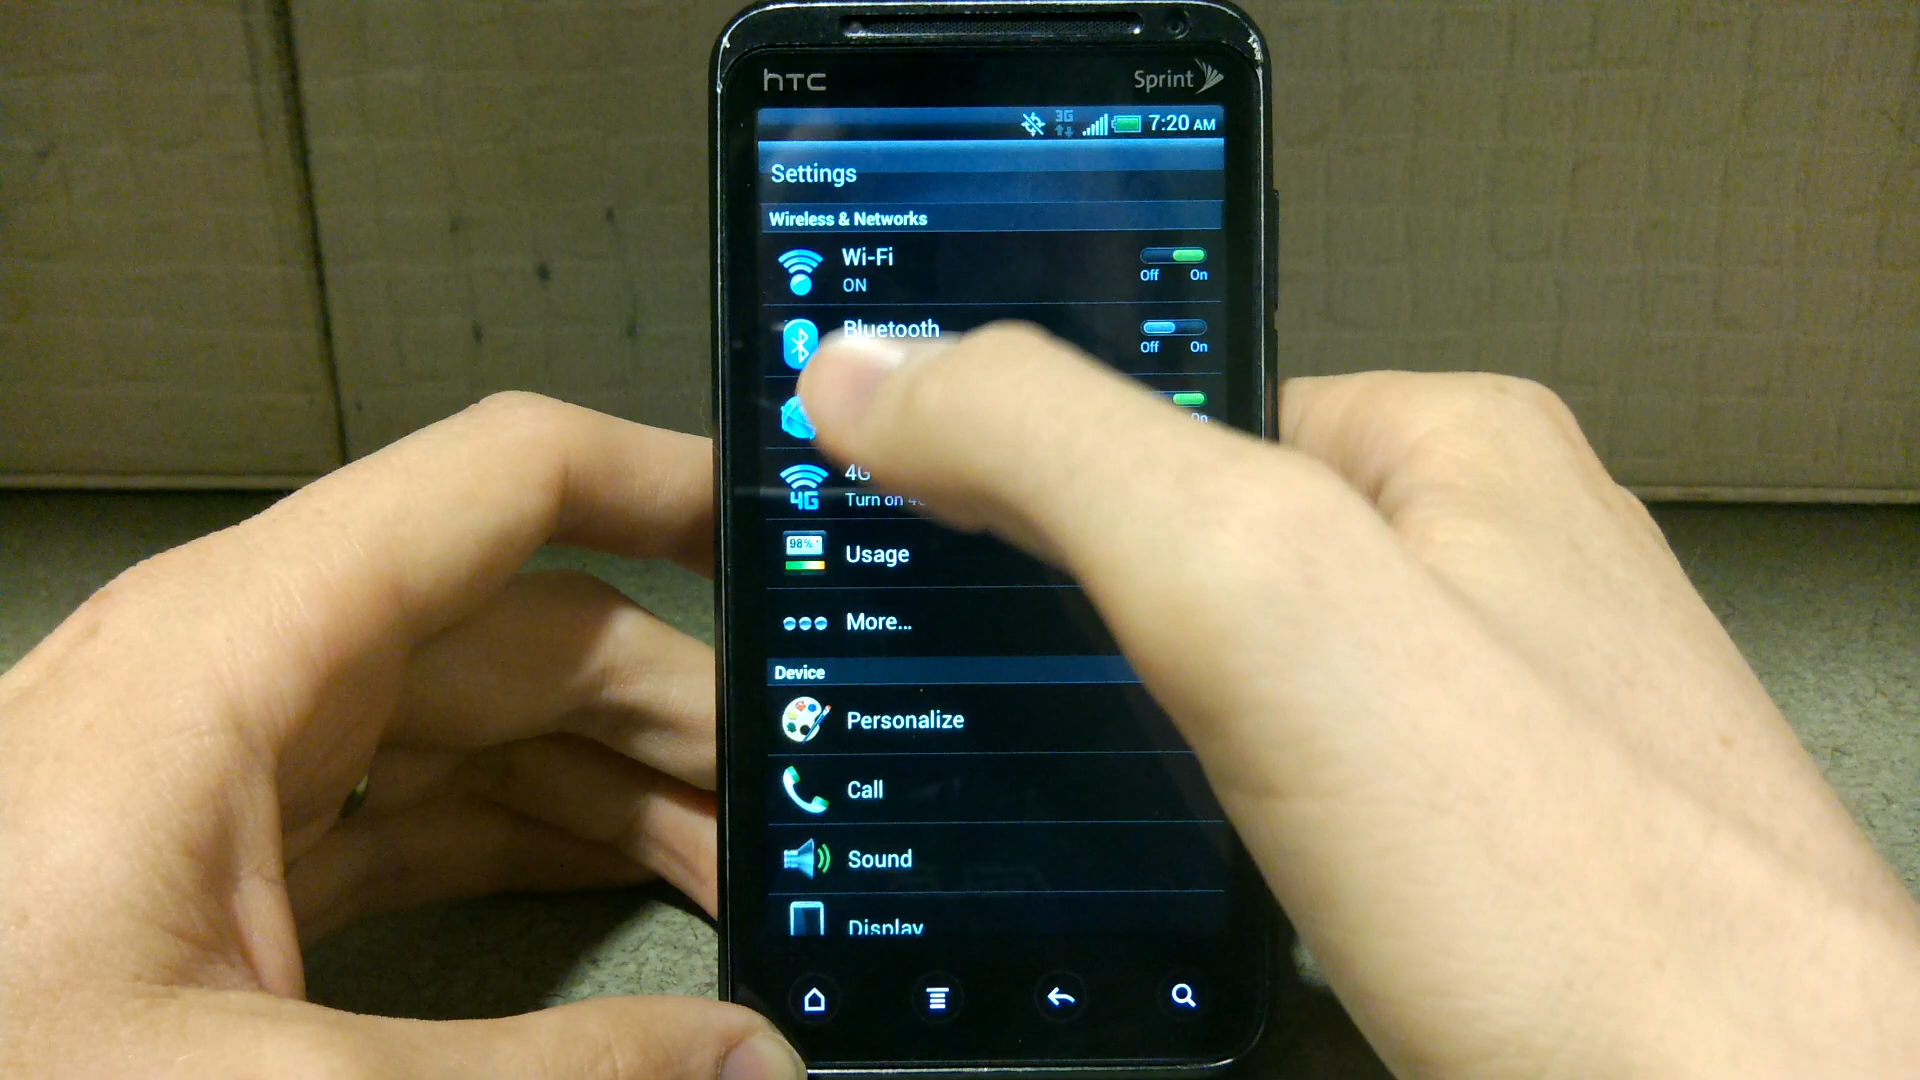 hTC Sprint
3G 7:20 AM
Settings
Wireless & Networks
Wi-Fi
ON
Off On
Bluetooth
Off On
4G
4G
Turn on
98%
Usage
More...
Device
Personalize
Call
Sound
Display